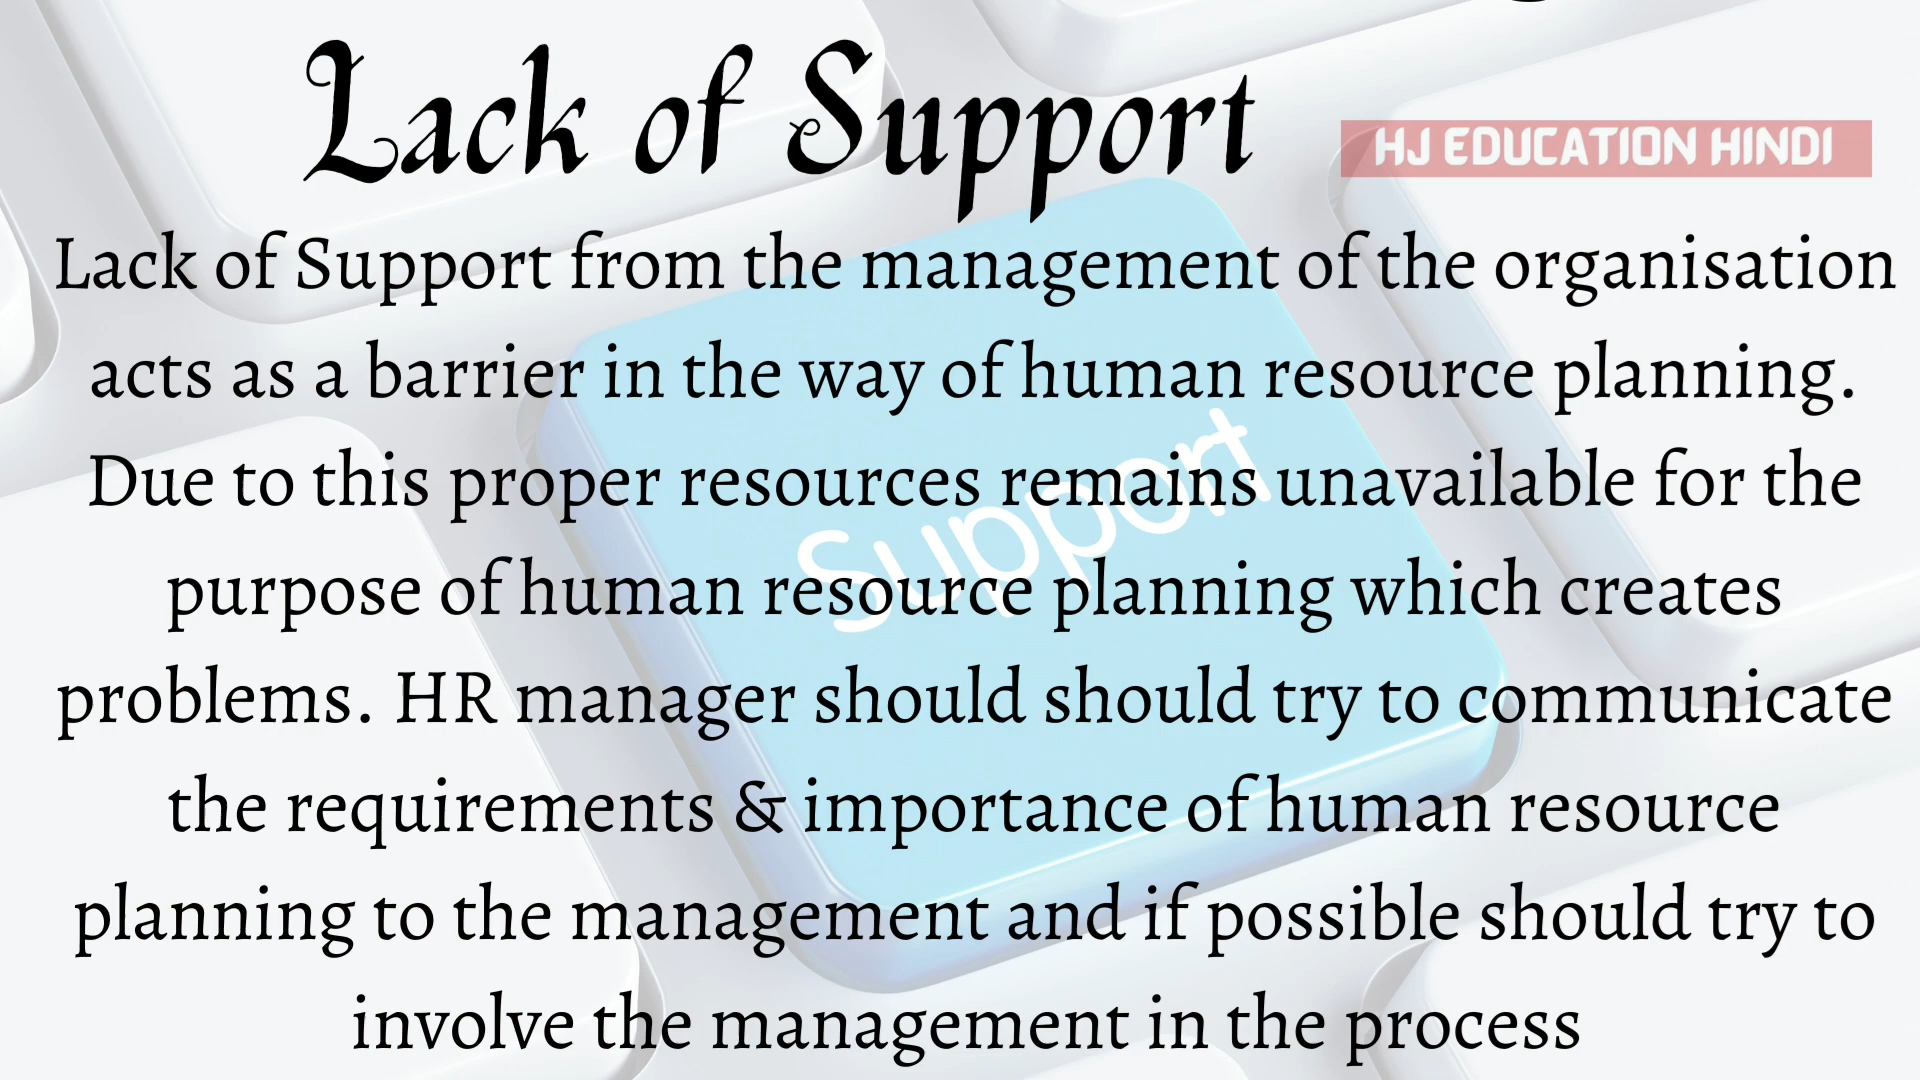 Lack of Support
HJ EDUCATION HINDI
Lack of Support from the management of the organisation
acts as a barrier in the way of human resource planning.
Due to this proper resources remains unavailable for the
purpose of human resource planning which creates
problems. HR manager should should try to communicate
the requirements & importance of human resource
planning to the management and if possible should try to
involve the management in the process
Support